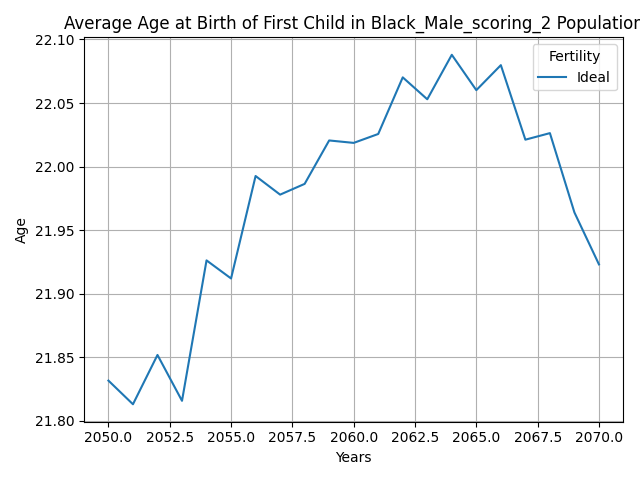 Average Age at Birth of First Child in Black_Male_scoring_2 Population
22.10
22.05
22.00
21.95
21.90
21.85
21.80
Age
Fertility
Ideal
2050.0 2052.5 2055.0 2057.5 2060.0 2062.5 2065.0 2067.5 2070.0
Years